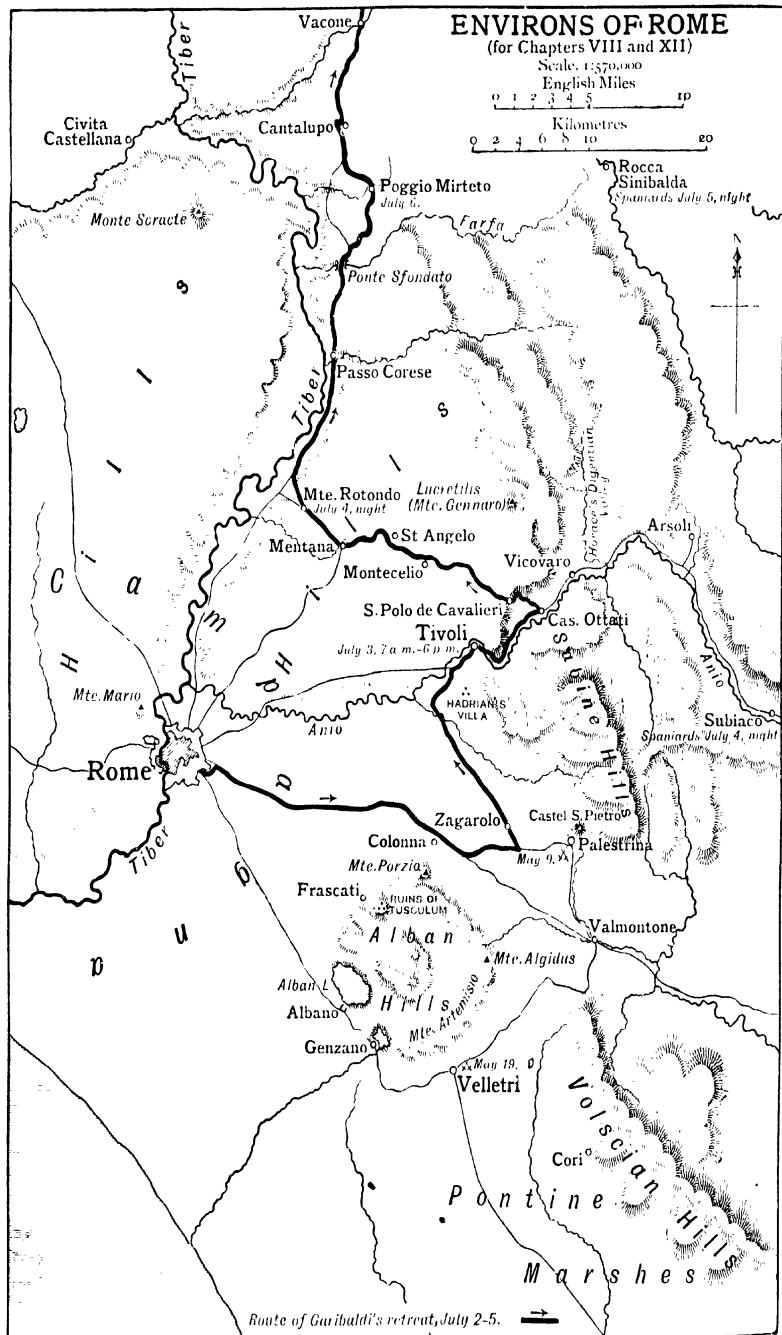 ENVIRONS OF ROME
(for Chapters VIII and XII)
Scale, 1:570,000
English Miles
0 1 2 3 4 5 10
Kilometres
0 2 4 6 8 10 20
Vacone
Tiber
Civita
Castellana
Cantalupo
Rocca
Sinibalda
Spaniards July 5, night
Poggio Mirteto
July 6.
Monte Soracte
Farfa
N
Ponte Sfondato
Passo Corese
Tiber
Hills
Mte. Rotondo
July 4, night
Lucretilis
(Mte. Gennaro)
Horace's Digentian
Valley
Arsoli
Mentana
St Angelo
Montecelio
Vicovaro
S. Polo de Cavalieri
Cas. Ottati
Tivoli
July 3, 7 a.m.-6 p.m.
Sabine Hills
Anio
Campagna
Hills
Mte. Mario
HADRIAN'S
VILLA
Anio
Subiaco
Spaniards July 4, night
Rome
Zagarolo
Castel S. Pietro
Palestrina
May 9.
Colonna
Tiber
Mte. Porzia
Frascati
RUINS OF
TUSCULUM
Valmontone
Alban
Hills
Mte. Algidus
Alban L.
Albano
Mte. Artemisio
Genzano
May 19.
Velletri
Volscian Hills
Cori
Pontine
Marshes
Route of Garibaldi's retreat, July 2-5.